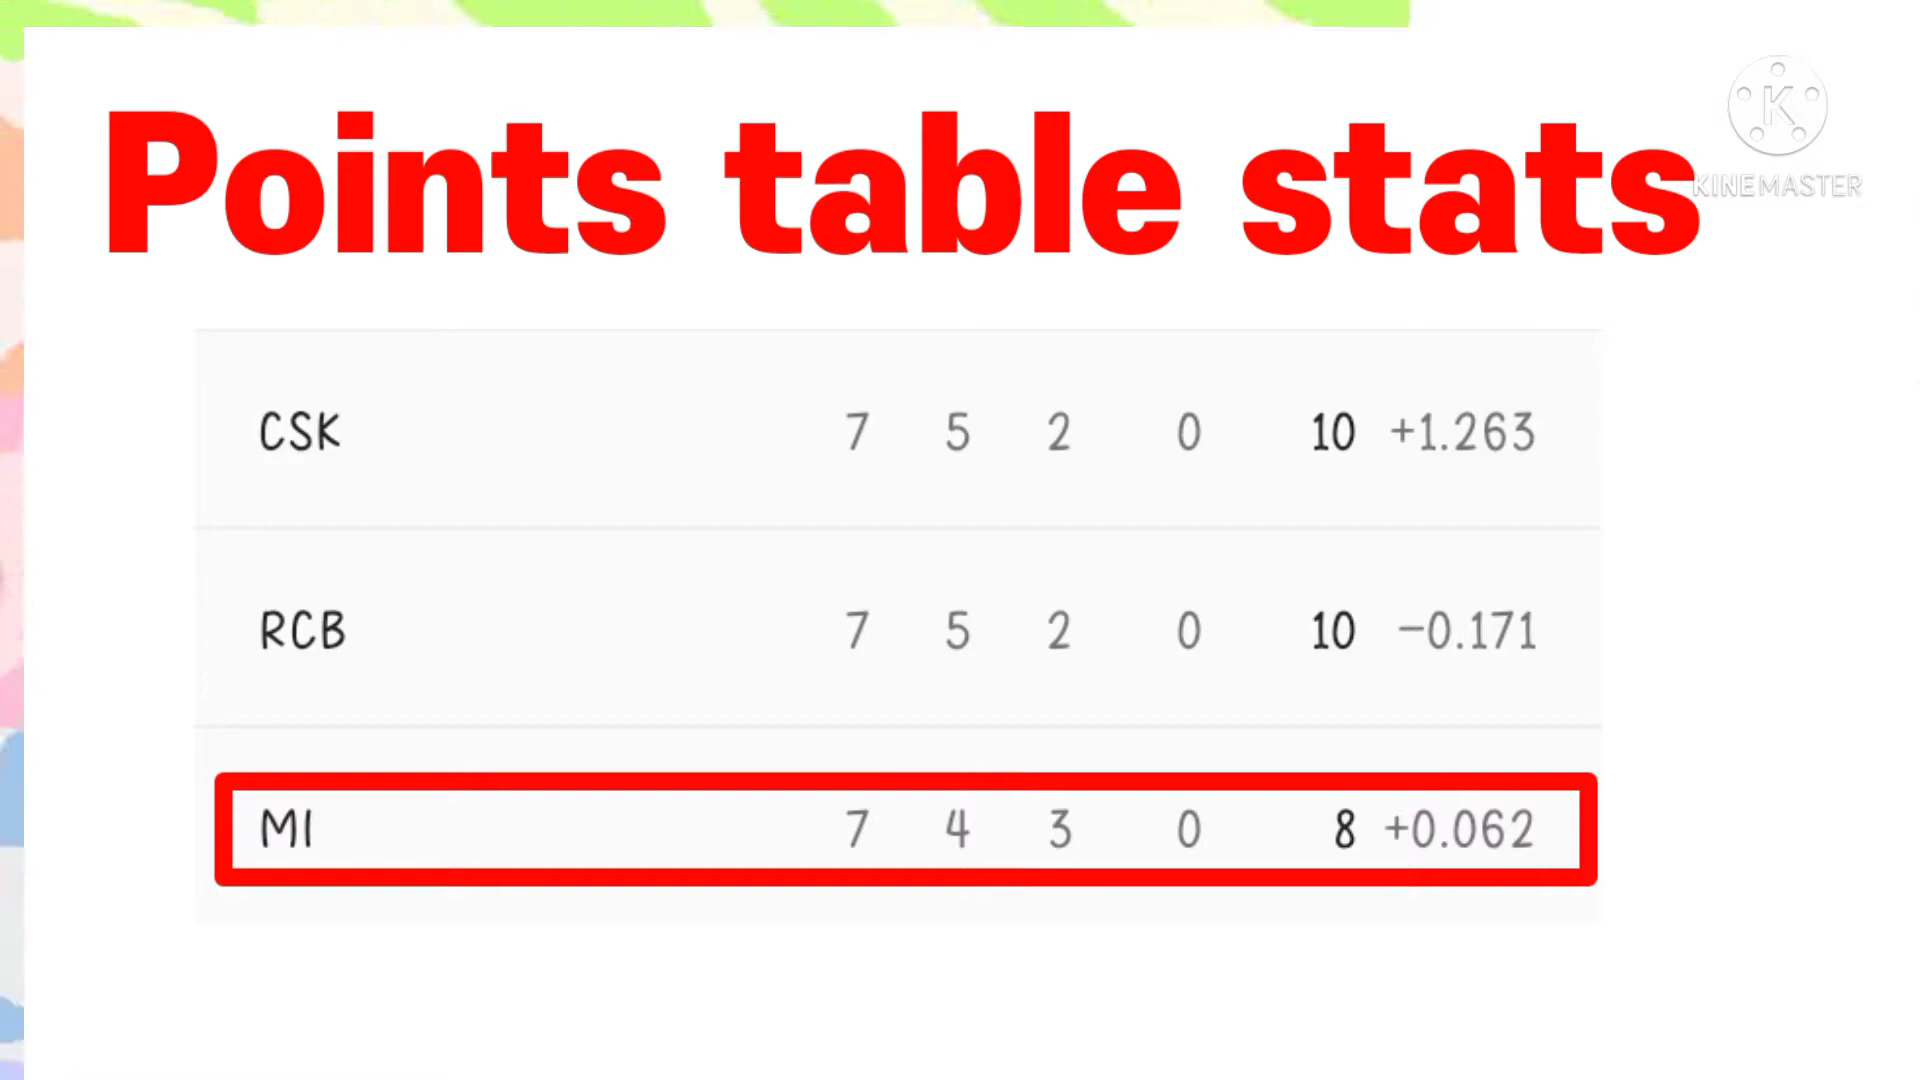 Points table stats
K
KINEMASTER
CSK 7 5 2 0 10 +1.263
RCB 7 5 2 0 10 −0.171
MI 7 4 3 0 8 +0.062